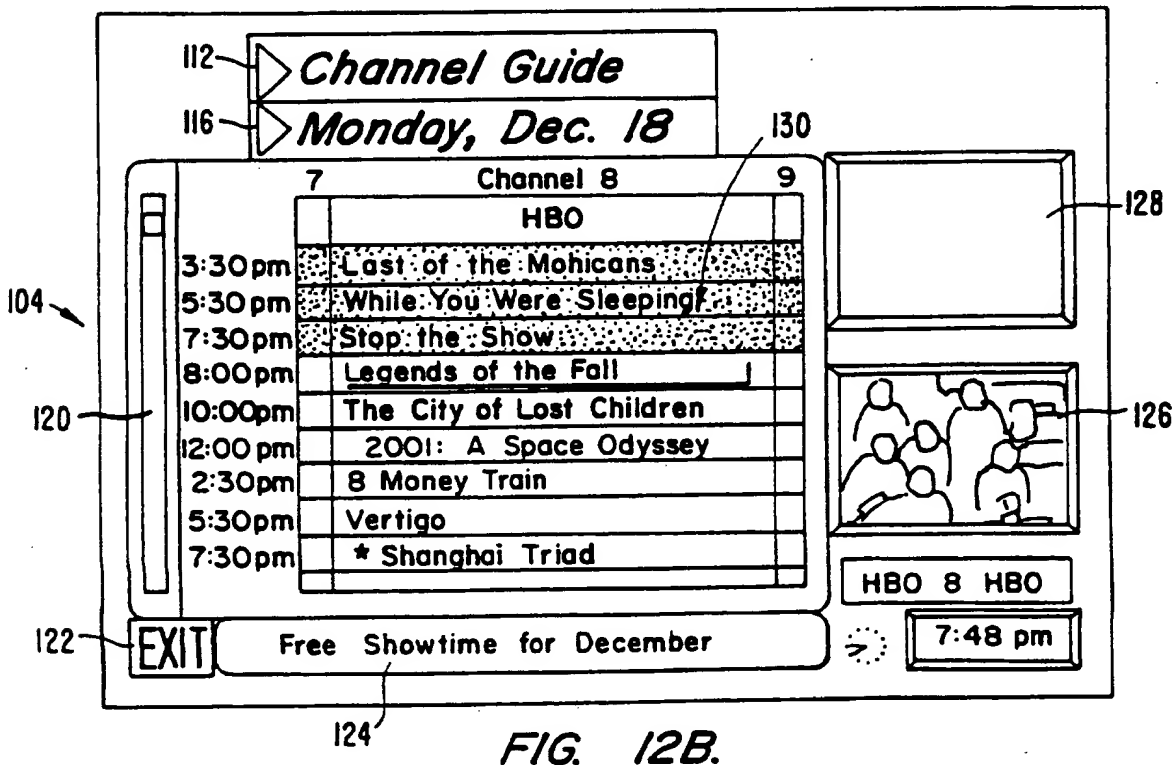 112
Channel Guide
116
Monday, Dec. 18
130
7 Channel 8 9
HBO
128
3:30pm Last of the Mohicans
5:30pm While You Were Sleeping
104
7:30pm Stop the Show
8:00pm Legends of the Fall
120
10:00pm The City of Lost Children
126
12:00pm 2001: A Space Odyssey
2:30pm 8 Money Train
5:30pm Vertigo
7:30pm * Shanghai Triad
HBO 8 HBO
122
EXIT
Free Showtime for December
7:48 pm
124
FIG. 12B.